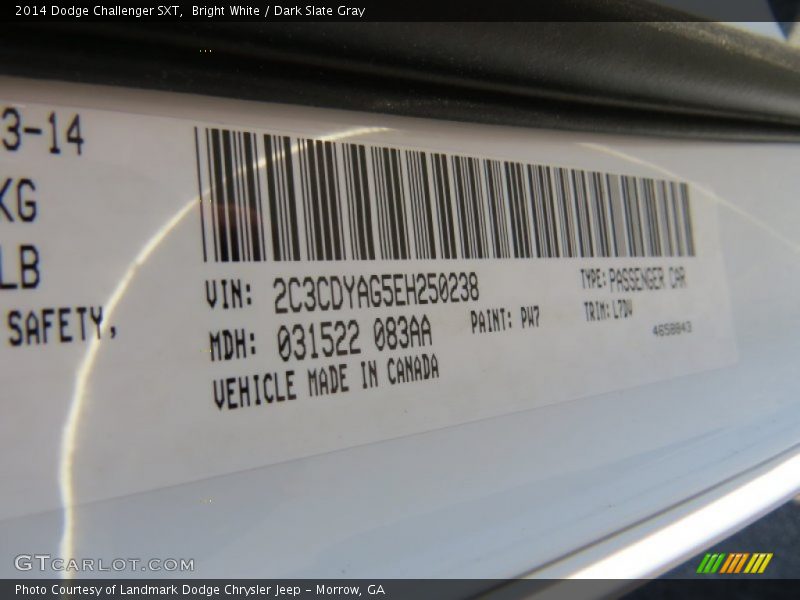 2014 Dodge Challenger SXT,  Bright White / Dark Slate Gray
3-14
KG
LB
SAFETY,
VIN: 2C3CDYAG5EH250238
TYPE: PASSENGER CAR
MDH: 031522 083AA
PAINT: PW7
TRIM: L7DV
4658843
VEHICLE MADE IN CANADA
GTCARLOT.COM
Photo Courtesy of Landmark Dodge Chrysler Jeep – Morrow, GA